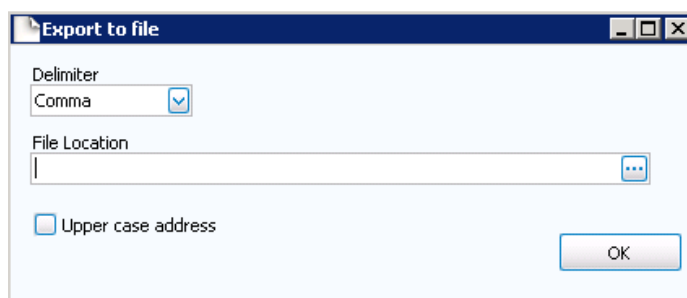 Export to file
Delimiter
Comma
File Location
Upper case address
OK